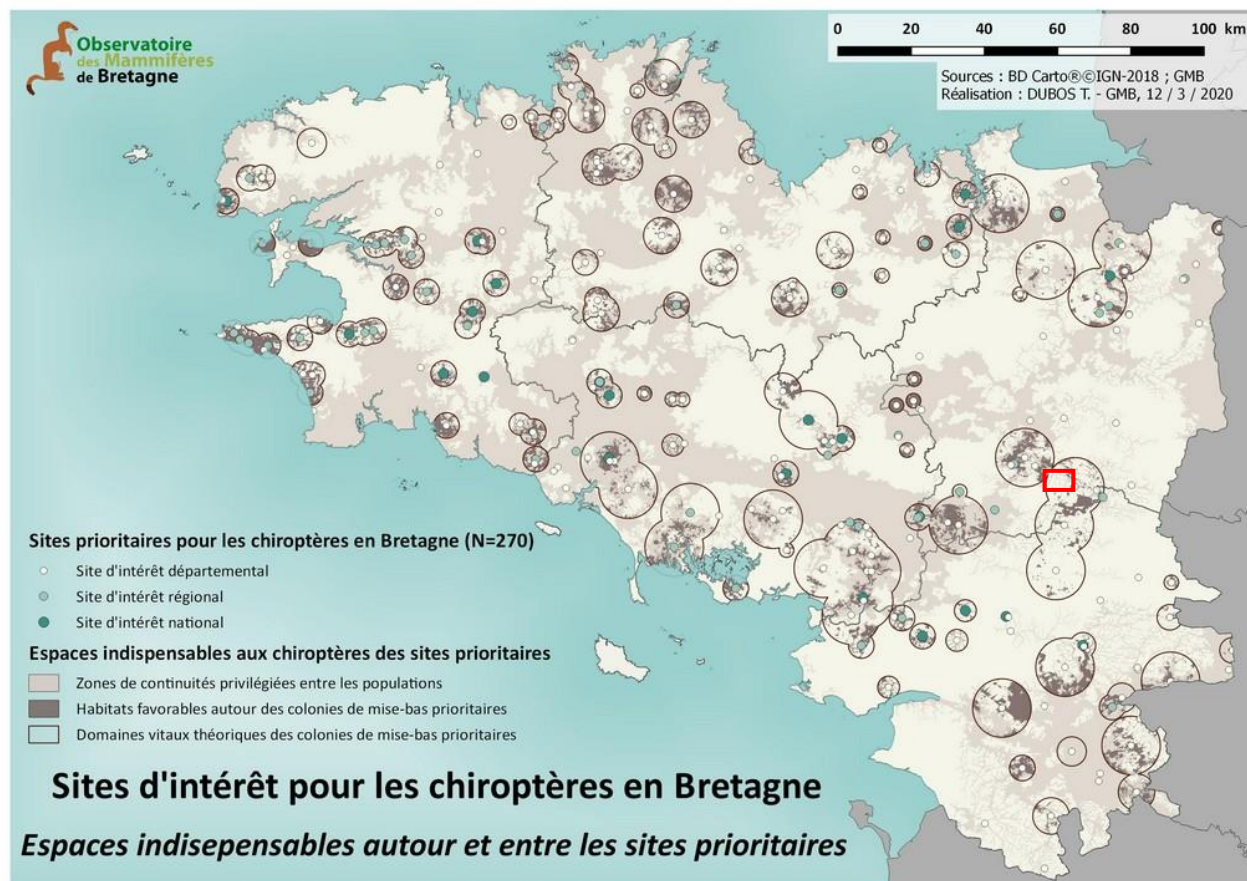 Observatoire
des Mammifères
de Bretagne
0 20 40 60 80 100 km
Sources : BD Carto®©IGN-2018 ; GMB
Réalisation : DUBOS T. - GMB, 12 / 3 / 2020
Sites prioritaires pour les chiroptères en Bretagne (N=270)
Site d'intérêt départemental
Site d'intérêt régional
Site d'intérêt national
Espaces indispensables aux chiroptères des sites prioritaires
Zones de continuités privilégiées entre les populations
Habitats favorables autour des colonies de mise-bas prioritaires
Domaines vitaux théoriques des colonies de mise-bas prioritaires
Sites d'intérêt pour les chiroptères en Bretagne
Espaces indisepensables autour et entre les sites prioritaires